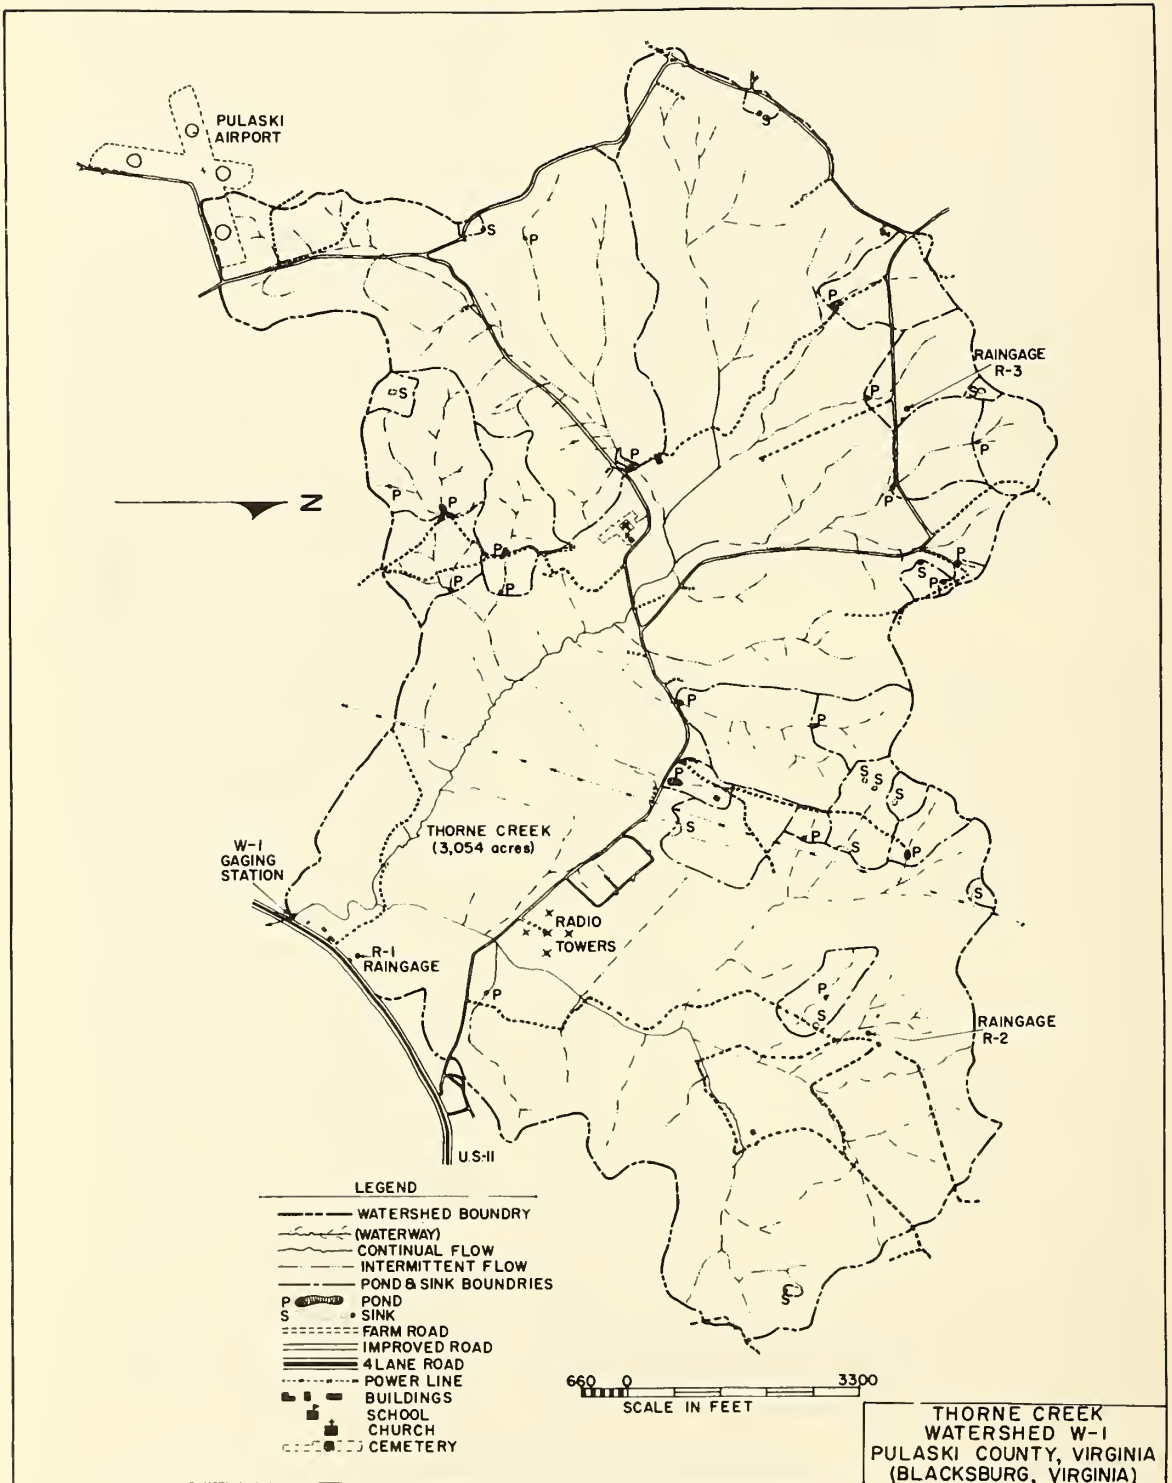 PULASKI
AIRPORT
S
S
P
P
RAINGAGE
R-3
S
P
SC
P
P
P
P
P
N
P
P
P
S
P
P
P
P
P
S
S
P
S
THORNE CREEK
(3,054 acres)
S
P
S
P
W-1
GAGING
STATION
S
RADIO
TOWERS
R-1
RAINGAGE
P
P
S
RAINGAGE
R-2
U.S-11
LEGEND
WATERSHED BOUNDRY
(WATERWAY)
CONTINUAL FLOW
INTERMITTENT FLOW
POND & SINK BOUNDRIES
P POND
S SINK
FARM ROAD
IMPROVED ROAD
4 LANE ROAD
POWER LINE
BUILDINGS
SCHOOL
CHURCH
CEMETERY
S
660 0 3300
SCALE IN FEET
THORNE CREEK
WATERSHED W-1
PULASKI COUNTY, VIRGINIA
(BLACKSBURG, VIRGINIA)